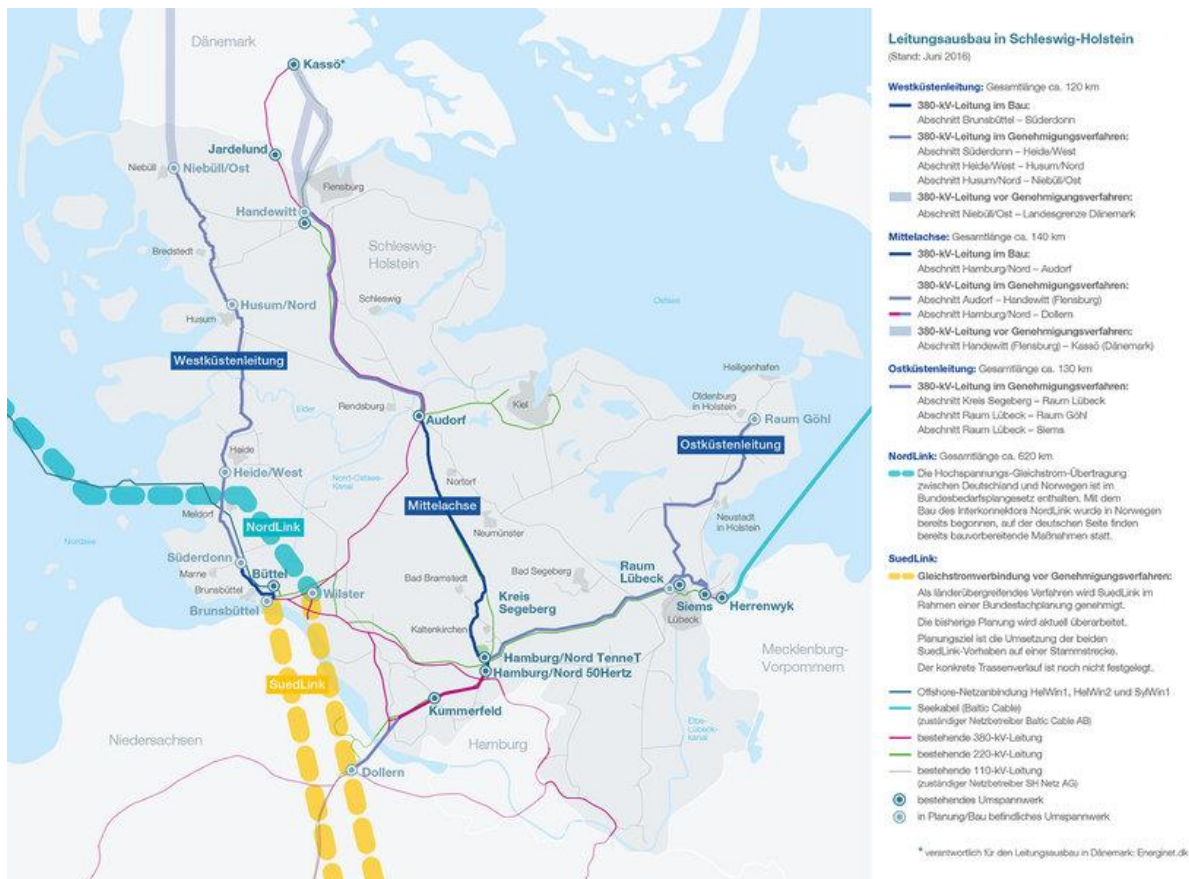 Dänemark
Kassö*
Jardelund
Niebüll
Niebüll/Ost
Flensburg
Handewitt
Bredstedt
Schleswig-
Holstein
Schleswig
Husum/Nord
Husum
Ostsee
Westküstenleitung
Heiligenhafen
Eider
Rendsburg
Kiel
Oldenburg
in Holstein
Audorf
Raum Göhl
Ostküstenleitung
Heide
Heide/West
Nord-Ostsee-
Kanal
Nortorf
Mittelachse
Meldorf
NordLink
Neumünster
Neustadt
in Holstein
Nordsee
Süderdonn
Marne
Büttel
Brunsbüttel
Brunsbüttel
Wilster
Bad Bramstedt
Bad Segeberg
Raum
Lübeck
Kreis
Segeberg
Siems
Herrenwyk
Lübeck
Kaltenkirchen
Mecklenburg-
Vorpommern
Hamburg/Nord TenneT
Hamburg/Nord 50Hertz
SuedLink
Kummerfeld
Niedersachsen
Hamburg
Elbe-
Lübeck-
kanal
Dollern
Leitungsausbau in Schleswig-Holstein
(Stand: Juni 2016)
Westküstenleitung: Gesamtlänge ca. 120 km
380-kV-Leitung im Bau:
Abschnitt Brunsbüttel – Süderdonn
380-kV-Leitung im Genehmigungsverfahren:
Abschnitt Süderdonn – Heide/West
Abschnitt Heide/West – Husum/Nord
Abschnitt Husum/Nord – Niebüll/Ost
380-kV-Leitung vor Genehmigungsverfahren:
Abschnitt Niebüll/Ost – Landesgrenze Dänemark
Mittelachse: Gesamtlänge ca. 140 km
380-kV-Leitung im Bau:
Abschnitt Hamburg/Nord – Audorf
380-kV-Leitung im Genehmigungsverfahren:
Abschnitt Audorf – Handewitt (Flensburg)
Abschnitt Hamburg/Nord – Dollern
380-kV-Leitung vor Genehmigungsverfahren:
Abschnitt Handewitt (Flensburg) – Kassö (Dänemark)
Ostküstenleitung: Gesamtlänge ca. 130 km
380-kV-Leitung im Genehmigungsverfahren:
Abschnitt Kreis Segeberg – Raum Lübeck
Abschnitt Raum Lübeck – Raum Göhl
Abschnitt Raum Lübeck – Siems
NordLink: Gesamtlänge ca. 620 km
Die Hochspannungs-Gleichstrom-Übertragung
zwischen Deutschland und Norwegen ist im
Bundesbedarfsplangesetz enthalten. Mit dem
Bau des Interkonnektors NordLink wurde in Norwegen
bereits begonnen, auf der deutschen Seite finden
bereits bauvorbereitende Maßnahmen statt.
SuedLink:
Gleichstromverbindung vor Genehmigungsverfahren:
Als länderübergreifendes Verfahren wird SuedLink im
Rahmen einer Bundesfachplanung genehmigt.
Die bisherige Planung wird aktuell überarbeitet.
Planungsziel ist die Umsetzung der beiden
SuedLink-Vorhaben auf einer Stammstrecke.
Der konkrete Trassenverlauf ist noch nicht festgelegt.
Offshore-Netzanbindung HelWin1, HelWin2 und SylWin1
Seekabel (Baltic Cable)
(zuständiger Netzbetreiber Baltic Cable AB)
bestehende 380-kV-Leitung
bestehende 220-kV-Leitung
bestehende 110-kV-Leitung
(zuständiger Netzbetreiber SH Netz AG)
bestehendes Umspannwerk
in Planung/Bau befindliches Umspannwerk
* verantwortlich für den Leitungsausbau in Dänemark: Energinet.dk